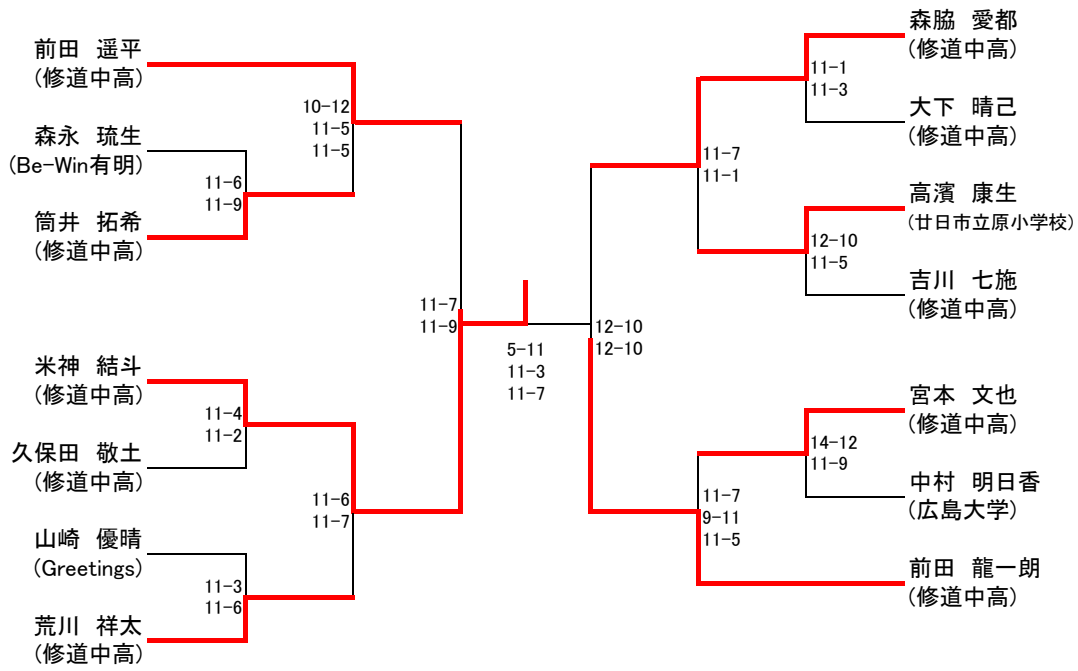 前田　遥平
(修道中高)
10-12
11-5
11-5
森永　琉生
(Be-Win有明)
11-6
11-9
筒井　拓希
(修道中高)
11-7
11-9
米神　結斗
(修道中高)
11-4
11-2
久保田　敬土
(修道中高)
11-6
11-7
山崎　優晴
(Greetings)
11-3
11-6
荒川　祥太
(修道中高)
5-11
11-3
11-7
森脇　愛都
(修道中高)
11-1
11-3
大下　晴己
(修道中高)
11-7
11-1
高濱　康生
(廿日市立原小学校)
12-10
11-5
吉川　七施
(修道中高)
12-10
12-10
宮本　文也
(修道中高)
14-12
11-9
中村　明日香
(広島大学)
11-7
9-11
11-5
前田　龍一朗
(修道中高)